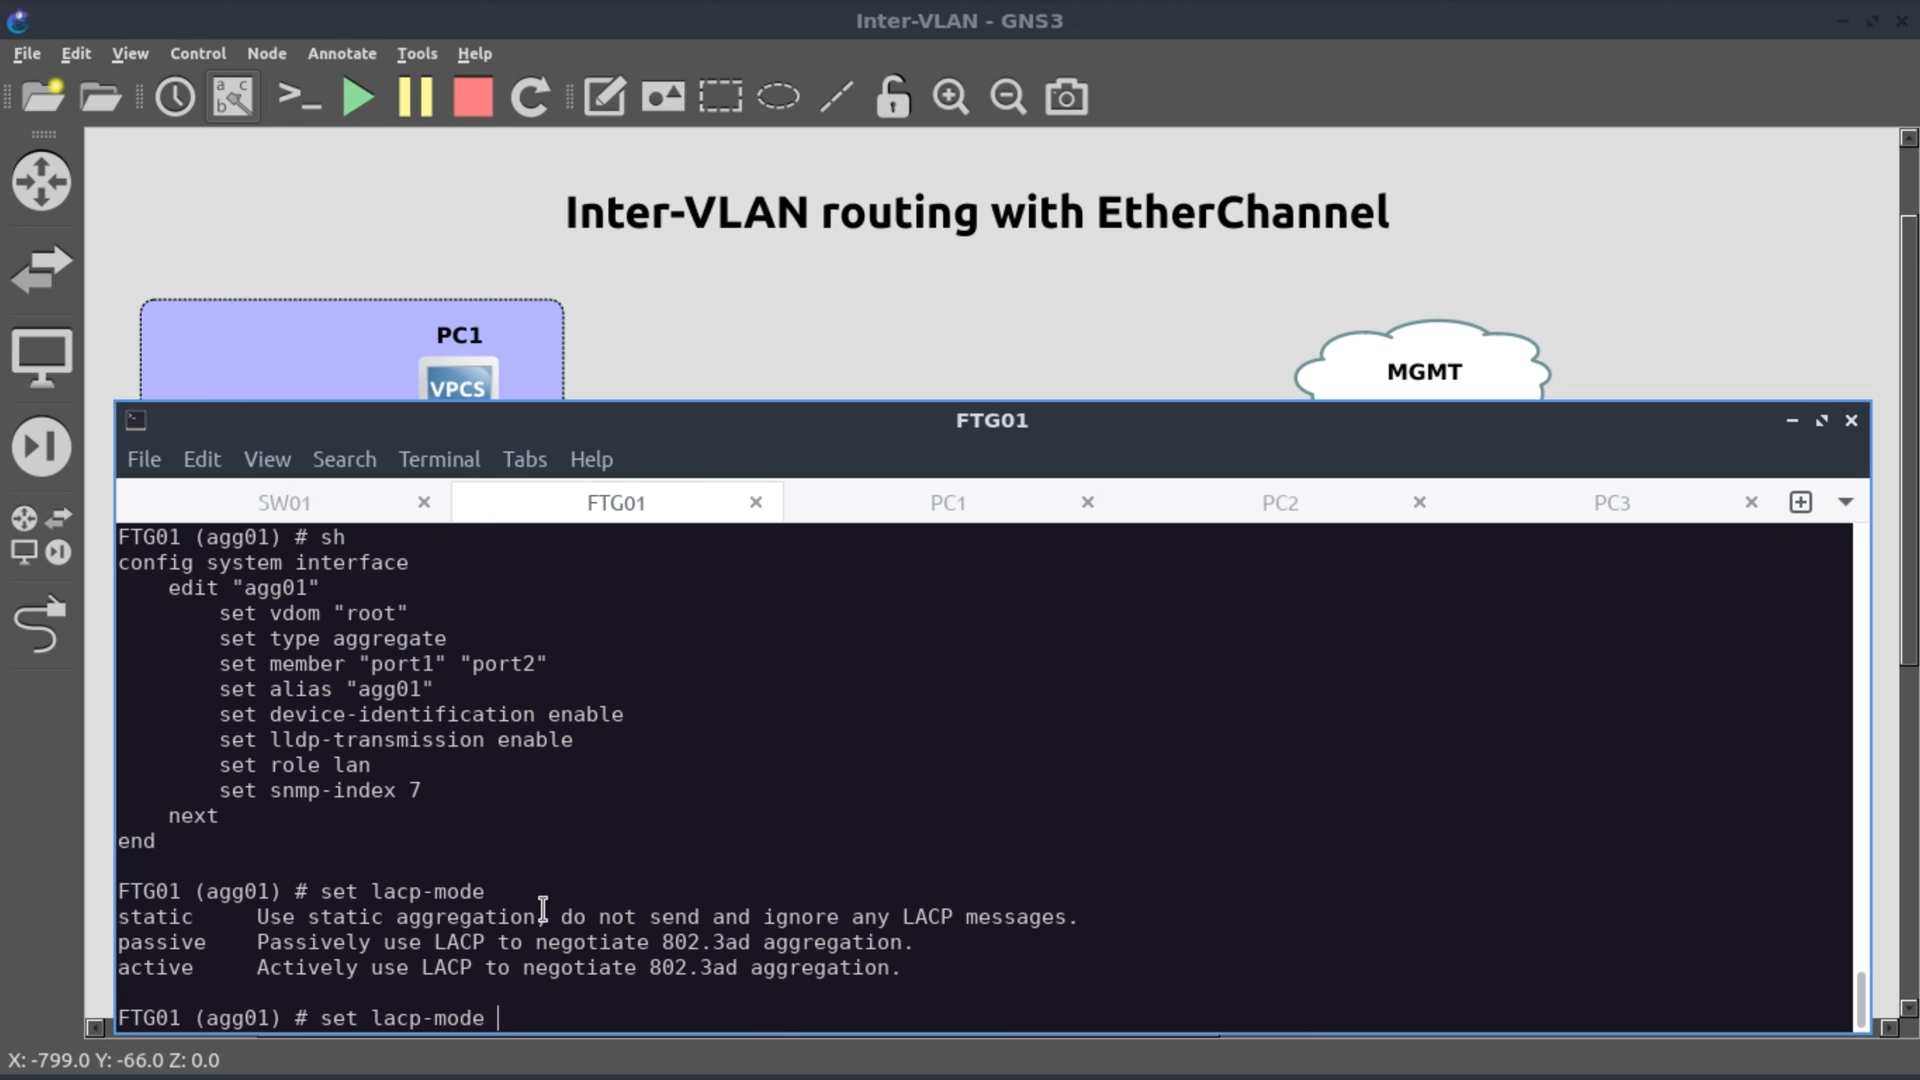 Inter-VLAN - GNS3
File Edit View Control Node Annotate Tools Help
a c
b
Inter-VLAN routing with EtherChannel
PC1
VPCS
MGMT
FTG01
File Edit View Search Terminal Tabs Help
SW01 FTG01 PC1 PC2 PC3
FTG01 (agg01) # sh
config system interface
    edit "agg01"
        set vdom "root"
        set type aggregate
        set member "port1" "port2"
        set alias "agg01"
        set device-identification enable
        set lldp-transmission enable
        set role lan
        set snmp-index 7
    next
end
FTG01 (agg01) # set lacp-mode
static     Use static aggregation, do not send and ignore any LACP messages.
passive    Passively use LACP to negotiate 802.3ad aggregation.
active     Actively use LACP to negotiate 802.3ad aggregation.
FTG01 (agg01) # set lacp-mode
X: -799.0 Y: -66.0 Z: 0.0